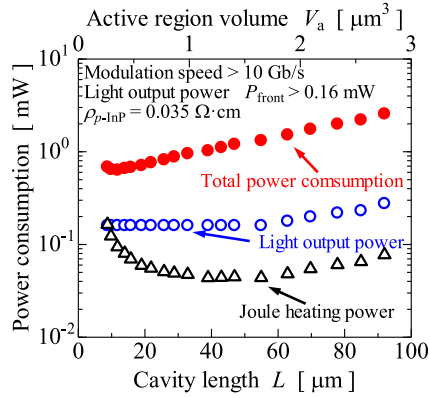 Active region volume Vₐ [ μm³ ]
0 1 2 3
Modulation speed > 10 Gb/s
Light output power P_front > 0.16 mW
ρ_p-InP = 0.035 Ω·cm
10¹
10⁰
10⁻¹
10⁻²
Power consumption [ mW ]
Total power comsumption
Light output power
Joule heating power
0 20 40 60 80 100
Cavity length L [ μm ]